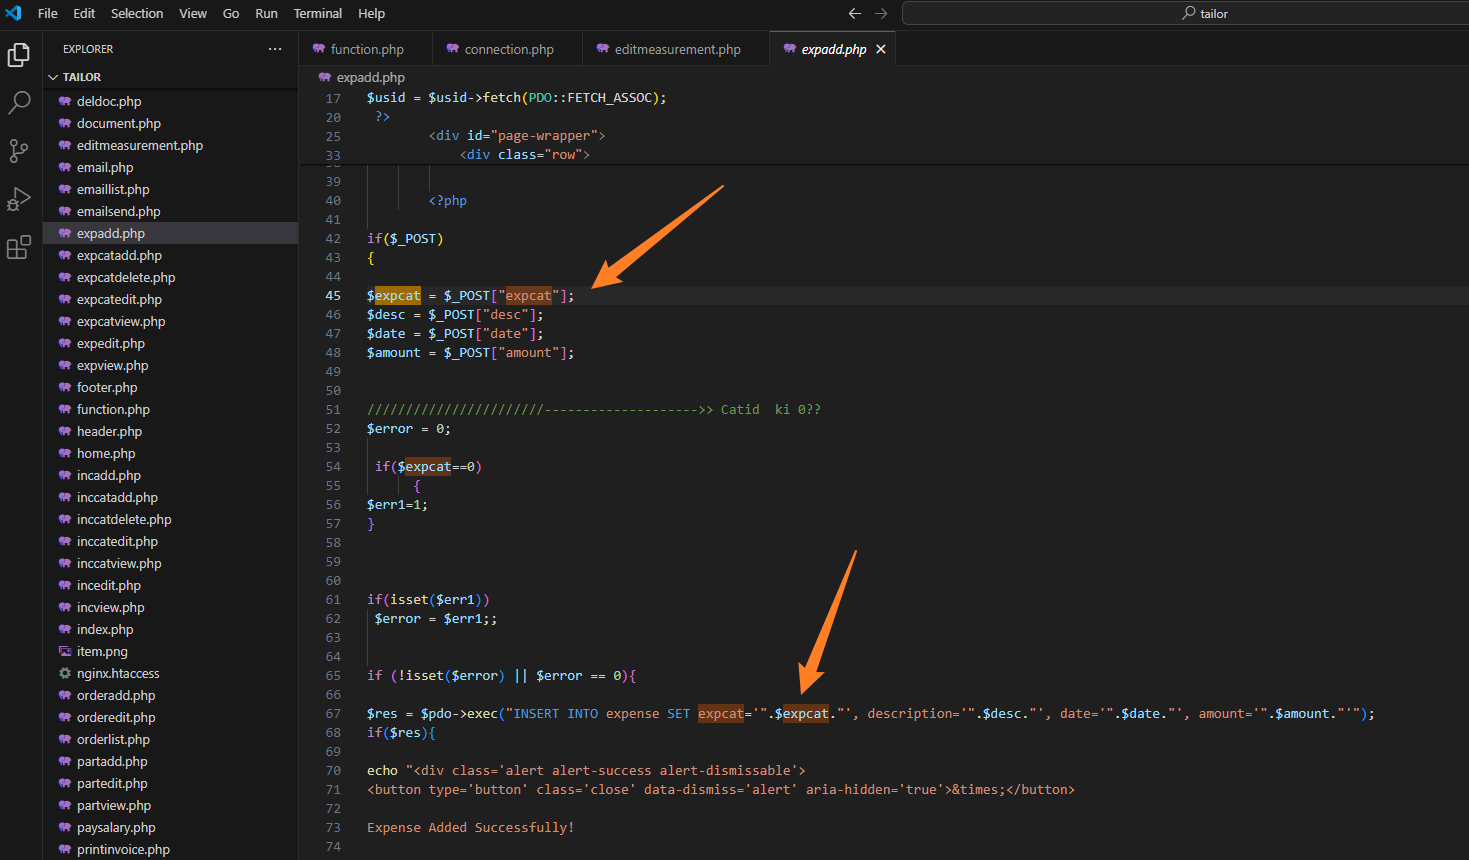 File Edit Selection View Go Run Terminal Help
tailor
EXPLORER ···
function.php connection.php editmeasurement.php expadd.php
TAILOR
deldoc.php
document.php
editmeasurement.php
email.php
emaillist.php
emailsend.php
expadd.php
expcatadd.php
expcatdelete.php
expcatedit.php
expcatview.php
expedit.php
expview.php
footer.php
function.php
header.php
home.php
incadd.php
inccatadd.php
inccatdelete.php
inccatedit.php
inccatview.php
incedit.php
incview.php
index.php
item.png
nginx.htaccess
orderadd.php
orderedit.php
orderlist.php
partadd.php
partedit.php
partview.php
paysalary.php
printinvoice.php
expadd.php
17 $usid = $usid->fetch(PDO::FETCH_ASSOC);
20 ?>
25 <div id="page-wrapper">
33 <div class="row">
39
40 <?php
41
42 if($_POST)
43 {
44
45 $expcat = $_POST["expcat"];
46 $desc = $_POST["desc"];
47 $date = $_POST["date"];
48 $amount = $_POST["amount"];
49
50
51 ///////////////////////-------------------->> Catid  ki 0??
52 $error = 0;
53
54 if($expcat==0)
55 {
56 $err1=1;
57 }
58
59
60
61 if(isset($err1))
62 $error = $err1;;
63
64
65 if (!isset($error) || $error == 0){
66
67 $res = $pdo->exec("INSERT INTO expense SET expcat='".$expcat."', description='".$desc."', date='".$date."', amount='".$amount."'");
68 if($res){
69
70 echo "<div class='alert alert-success alert-dismissable'>
71 <button type='button' class='close' data-dismiss='alert' aria-hidden='true'>&times;</button>
72
73 Expense Added Successfully!
74